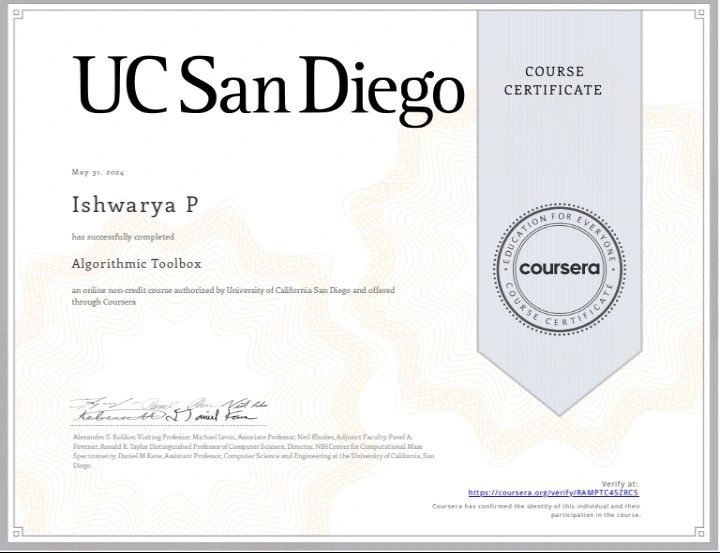 UC San Diego
COURSE
CERTIFICATE
May 31, 2024
Ishwarya P
has successfully completed
Algorithmic Toolbox
an online non-credit course authorized by University of California San Diego and offered
through Coursera
EDUCATION FOR EVERYONE
coursera
COURSE CERTIFICATE
Alexander S. Kulikov, Visiting Professor; Michael Levin, Associate Professor; Neil Rhodes, Adjunct Faculty; Pavel A.
Pevzner, Ronald R. Taylor Distinguished Professor of Computer Science, Director, NIH Center for Computational Mass
Spectrometry; Daniel M Kane, Assistant Professor, Computer Science and Engineering at the University of California, San
Diego
Verify at:
https://coursera.org/verify/RAMPTC45ZRC5
Coursera has confirmed the identity of this individual and their
participation in the course.